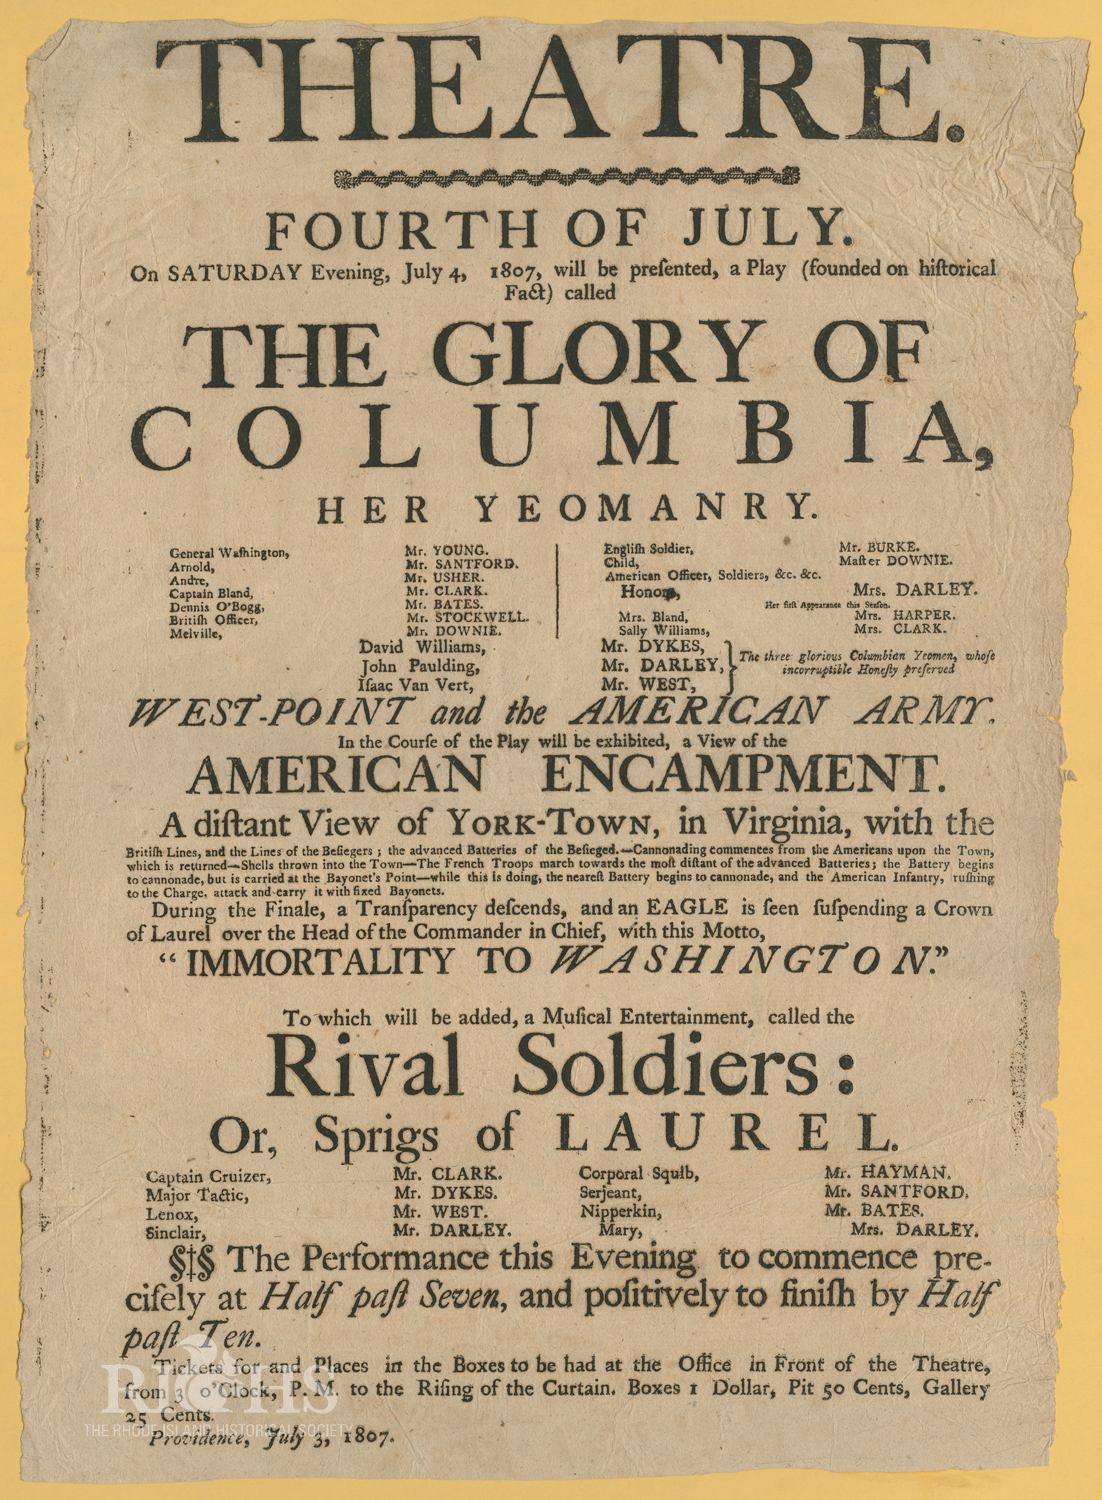 THEATRE.
FOURTH OF JULY.
On SATURDAY Evening, July 4, 1807, will be preſented, a Play (founded on hiſtorical
Fact) called
THE GLORY OF
COLUMBIA,
HER YEOMANRY.
General Waſhington, Mr. YOUNG.
Arnold, Mr. SANTFORD.
Andre, Mr. USHER.
Captain Bland, Mr. CLARK.
Dennis O'Bogg, Mr. BATES.
Britiſh Officer, Mr. STOCKWELL.
Melville, Mr. DOWNIE.
Engliſh Soldier, Mr. BURKE.
Child, Maſter DOWNIE.
American Officer, Soldiers, &c. &c.
Honora, Mrs. DARLEY.
Her firſt Appearance this Seaſon.
Mrs. Bland, Mrs. HARPER.
Sally Williams, Mrs. CLARK.
David Williams, Mr. DYKES,
John Paulding, Mr. DARLEY,
Iſaac Van Vert, Mr. WEST,
The three glorious Columbian Yeomen, whoſe
incorruptible Honeſty preſerved
WEST-POINT and the AMERICAN ARMY.
In the Courſe of the Play will be exhibited, a View of the
AMERICAN ENCAMPMENT.
A diſtant View of YORK-TOWN, in Virginia, with the
Britiſh Lines, and the Lines of the Beſiegers ; the advanced Batteries of the Beſieged.—Cannonading commences from the Americans upon the Town,
which is returned—Shells thrown into the Town—The French Troops march towards the moſt diſtant of the advanced Batteries ; the Battery begins
to cannonade, but is carried at the Bayonet's Point—while this is doing, the neareſt Battery begins to cannonade, and the American Infantry, ruſhing
to the Charge, attack and carry it with fixed Bayonets.
During the Finale, a Tranſparency deſcends, and an EAGLE is ſeen ſuſpending a Crown
of Laurel over the Head of the Commander in Chief, with this Motto,
“ IMMORTALITY TO WASHINGTON.”
To which will be added, a Muſical Entertainment, called the
Rival Soldiers :
Or, Sprigs of LAUREL.
Captain Cruizer, Mr. CLARK.
Major Tactic, Mr. DYKES.
Lenox, Mr. WEST.
Sinclair, Mr. DARLEY.
Corporal Squib, Mr. HAYMAN.
Serjeant, Mr. SANTFORD.
Nipperkin, Mr. BATES.
Mary, Mrs. DARLEY.
§‡§ The Performance this Evening to commence pre-
ciſely at Half paſt Seven, and poſitively to finiſh by Half
paſt Ten.
Tickets for and Places in the Boxes to be had at the Office in Front of the Theatre,
from 3 o'Clock, P. M. to the Riſing of the Curtain. Boxes 1 Dollar, Pit 50 Cents, Gallery
25 Cents.
Providence, July 3, 1807.
RIHS
THE RHODE ISLAND HISTORICAL SOCIETY